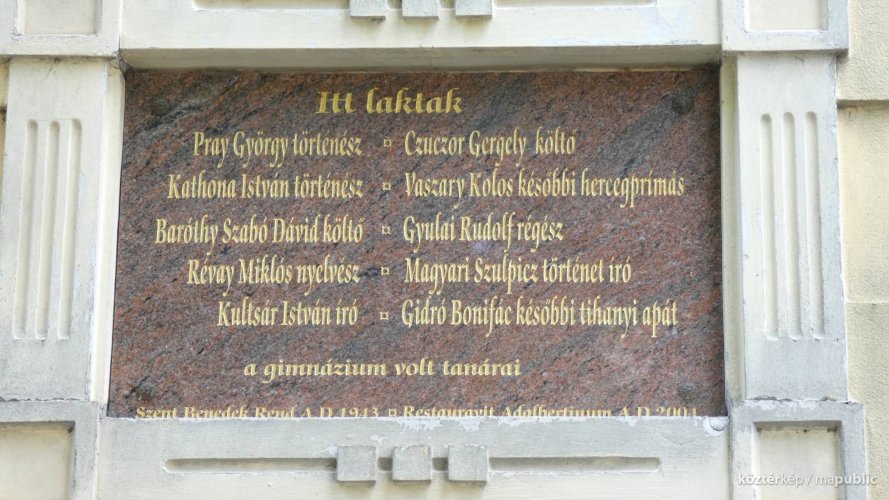 Itt laktak
Pray György történész ¤ Czuczor Gergely költő
Kathona István történész ¤ Vaszary Kolos későbbi hercegprímás
Baróthy Szabó Dávid költő ¤ Gyulai Rudolf régész
Révay Miklós nyelvész ¤ Magyari Szulpicz történet író
Kultsár István író ¤ Gidró Bonifác későbbi tihanyi apát
a gimnázium volt tanárai
Szent Benedek Rend A.D. 1943 ¤ Restauravit Adalbertinum A.D.
köztérkép / mapublic